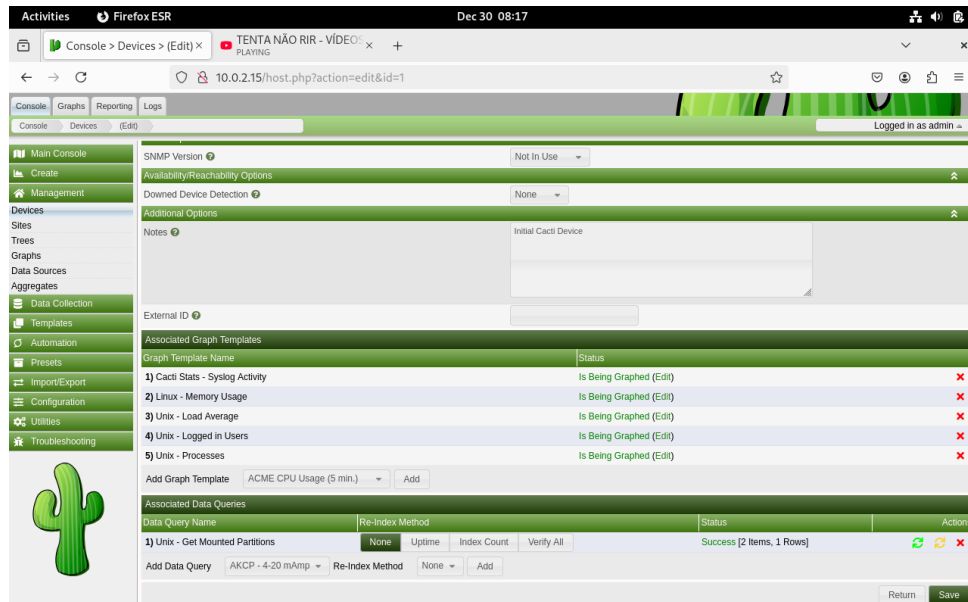 Activities Firefox ESR Dec 30 08:17
Console > Devices > (Edit) × TENTA NÃO RIR - VÍDEOS × +
PLAYING
10.0.2.15/host.php?action=edit&id=1
Console Graphs Reporting Logs
Console Devices (Edit) Logged in as admin
Main Console
Create
Management
Devices
Sites
Trees
Graphs
Data Sources
Aggregates
Data Collection
Templates
Automation
Presets
Import/Export
Configuration
Utilities
Troubleshooting
SNMP Version Not In Use
Availability/Reachability Options
Downed Device Detection None
Additional Options
Notes Initial Cacti Device
External ID
Associated Graph Templates
Graph Template Name Status
1) Cacti Stats - Syslog Activity Is Being Graphed (Edit)
2) Linux - Memory Usage Is Being Graphed (Edit)
3) Unix - Load Average Is Being Graphed (Edit)
4) Unix - Logged in Users Is Being Graphed (Edit)
5) Unix - Processes Is Being Graphed (Edit)
Add Graph Template ACME CPU Usage (5 min.) Add
Associated Data Queries
Data Query Name Re-Index Method Status Action
1) Unix - Get Mounted Partitions None Uptime Index Count Verify All Success [2 Items, 1 Rows]
Add Data Query AKCP - 4-20 mAmp Re-Index Method None Add
Return Save